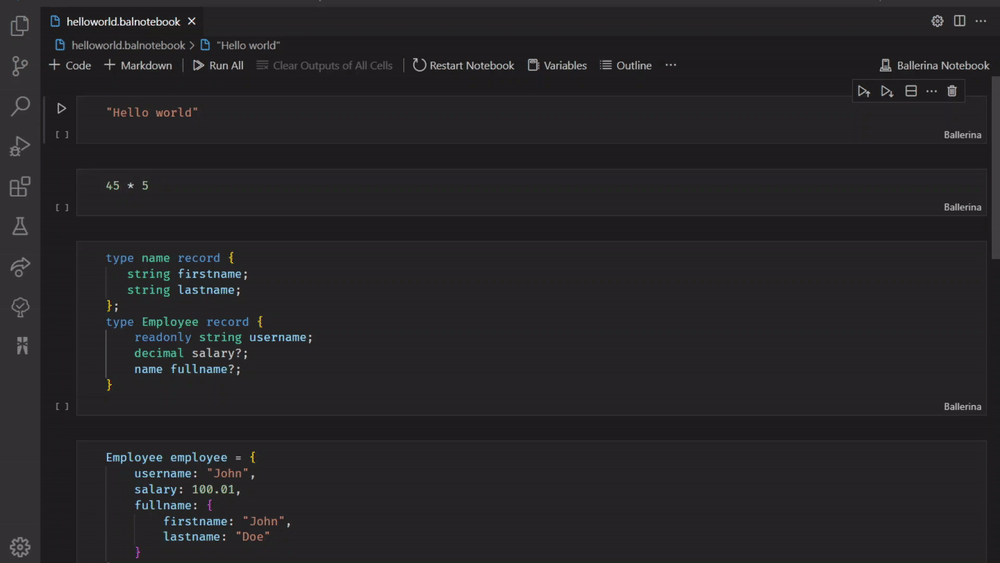 helloworld.balnotebook
helloworld.balnotebook > "Hello world"
+ Code + Markdown Run All Clear Outputs of All Cells Restart Notebook Variables Outline ... Ballerina Notebook
"Hello world"
[ ]
Ballerina
45 * 5
[ ]
Ballerina
type name record {
string firstname;
string lastname;
};
type Employee record {
readonly string username;
decimal salary?;
name fullname?;
}
[ ]
Ballerina
Employee employee = {
username: "John",
salary: 100.01,
fullname: {
firstname: "John",
lastname: "Doe"
}